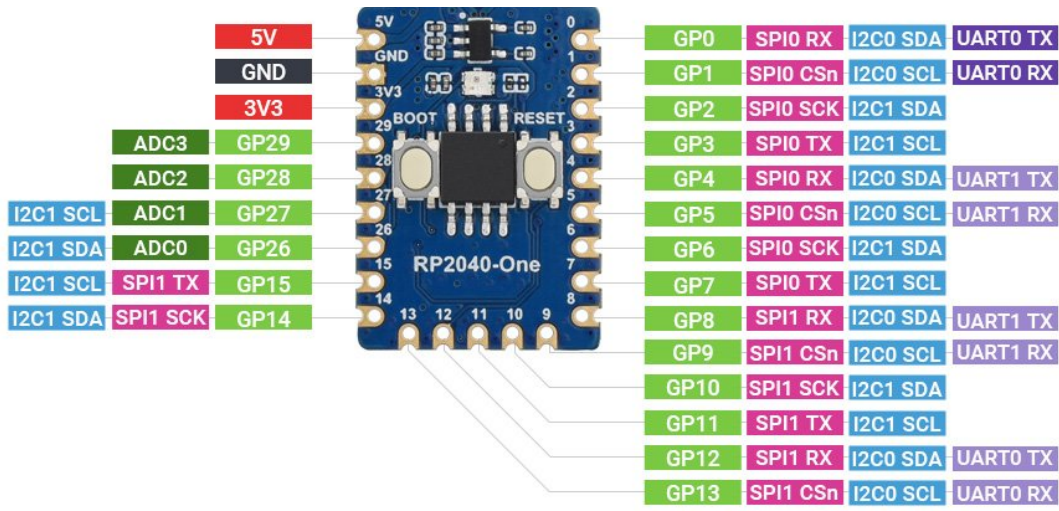 5V
GND
3V3
ADC3 GP29
ADC2 GP28
I2C1 SCL ADC1 GP27
I2C1 SDA ADC0 GP26
I2C1 SCL SPI1 TX GP15
I2C1 SDA SPI1 SCK GP14
5V
GND
3V3
29
28
27
26
15
14
BOOT
RESET
RP2040-One
13 12 11 10 9
0
1
2
3
4
5
6
7
8
GP0 SPI0 RX I2C0 SDA UART0 TX
GP1 SPI0 CSn I2C0 SCL UART0 RX
GP2 SPI0 SCK I2C1 SDA
GP3 SPI0 TX I2C1 SCL
GP4 SPI0 RX I2C0 SDA UART1 TX
GP5 SPI0 CSn I2C0 SCL UART1 RX
GP6 SPI0 SCK I2C1 SDA
GP7 SPI0 TX I2C1 SCL
GP8 SPI1 RX I2C0 SDA UART1 TX
GP9 SPI1 CSn I2C0 SCL UART1 RX
GP10 SPI1 SCK I2C1 SDA
GP11 SPI1 TX I2C1 SCL
GP12 SPI1 RX I2C0 SDA UART0 TX
GP13 SPI1 CSn I2C0 SCL UART0 RX